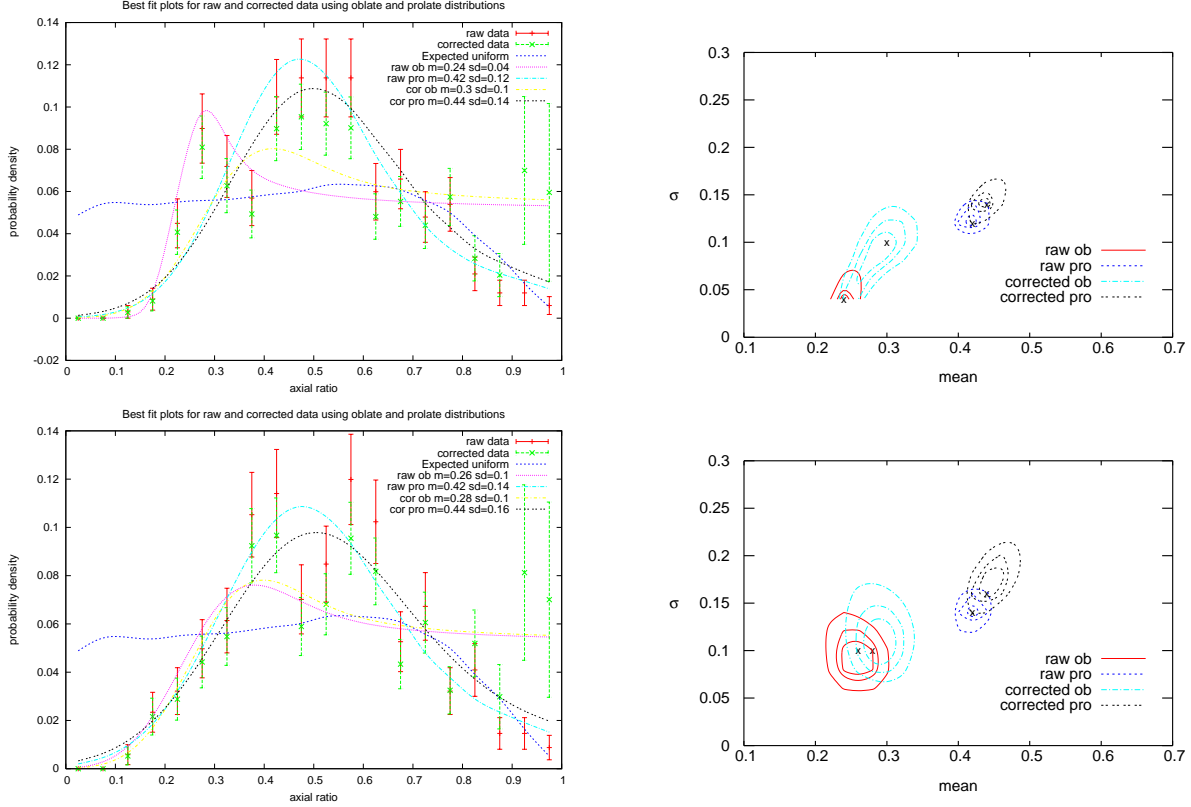 Best fit plots for raw and corrected data using oblate and prolate distributions
probability density
0.14
0.12
0.1
0.08
0.06
0.04
0.02
0
-0.02
raw data
corrected data
Expected uniform
raw ob m=0.24 sd=0.04
raw pro m=0.42 sd=0.12
cor ob m=0.3 sd=0.1
cor pro m=0.44 sd=0.14
0 0.1 0.2 0.3 0.4 0.5 0.6 0.7 0.8 0.9 1
axial ratio
0.3
0.25
0.2
0.15
0.1
0.05
0
σ
x
x
x
x
raw ob
raw pro
corrected ob
corrected pro
0.1 0.2 0.3 0.4 0.5 0.6 0.7
mean
Best fit plots for raw and corrected data using oblate and prolate distributions
probability density
0.14
0.12
0.1
0.08
0.06
0.04
0.02
0
raw data
corrected data
Expected uniform
raw ob m=0.26 sd=0.1
raw pro m=0.42 sd=0.14
cor ob m=0.28 sd=0.1
cor pro m=0.44 sd=0.16
0 0.1 0.2 0.3 0.4 0.5 0.6 0.7 0.8 0.9 1
axial ratio
0.3
0.25
0.2
0.15
0.1
0.05
0
σ
x
x
x x
raw ob
raw pro
corrected ob
corrected pro
0.1 0.2 0.3 0.4 0.5 0.6 0.7
mean